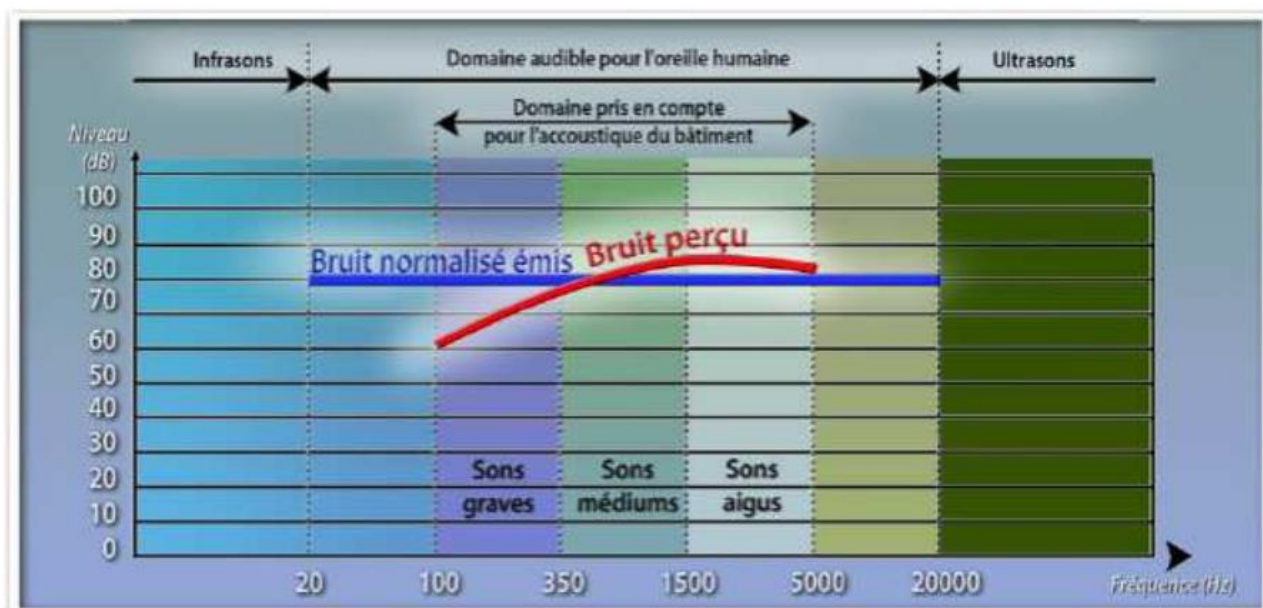 Infrasons
Domaine audible pour l'oreille humaine
Ultrasons
Domaine pris en compte
pour l'accoustique du bâtiment
Niveau
(dB)
100
90
80
70
60
50
40
30
20
10
0
Bruit normalisé émis
Bruit perçu
Sons
graves
Sons
médiums
Sons
aigus
20 100 350 1500 5000 20000
Fréquence (Hz)